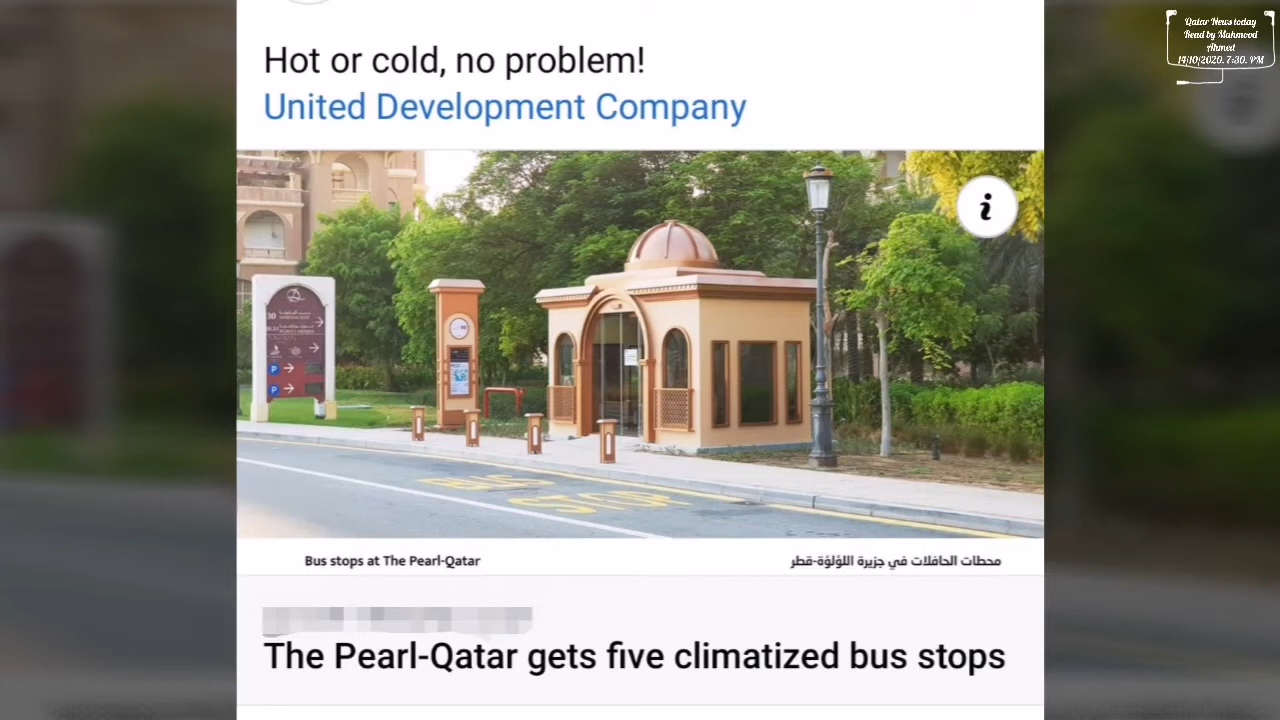 Qatar News today
Read by Mahmood
Ahmed
14/10/2020. 7:30. PM
Hot or cold, no problem!
United Development Company
i
30
P
P
BUS
STOP
Bus stops at The Pearl-Qatar
محطات الحافلات في جزيرة اللؤلؤة-قطر
The Pearl-Qatar gets five climatized bus stops